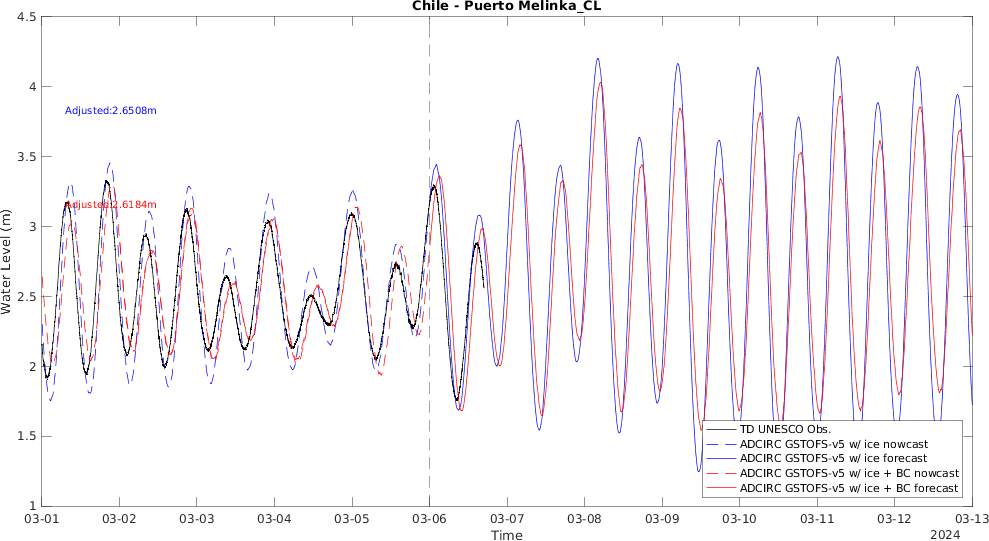 Chile - Puerto Melinka_CL
4.5
4
3.5
3
2.5
2
1.5
1
Water Level (m)
Adjusted:2.6508m
Adjusted:2.6184m
TD UNESCO Obs.
ADCIRC GSTOFS-v5 w/ ice nowcast
ADCIRC GSTOFS-v5 w/ ice forecast
ADCIRC GSTOFS-v5 w/ ice + BC nowcast
ADCIRC GSTOFS-v5 w/ ice + BC forecast
03-01 03-02 03-03 03-04 03-05 03-06 03-07 03-08 03-09 03-10 03-11 03-12 03-13
Time
2024